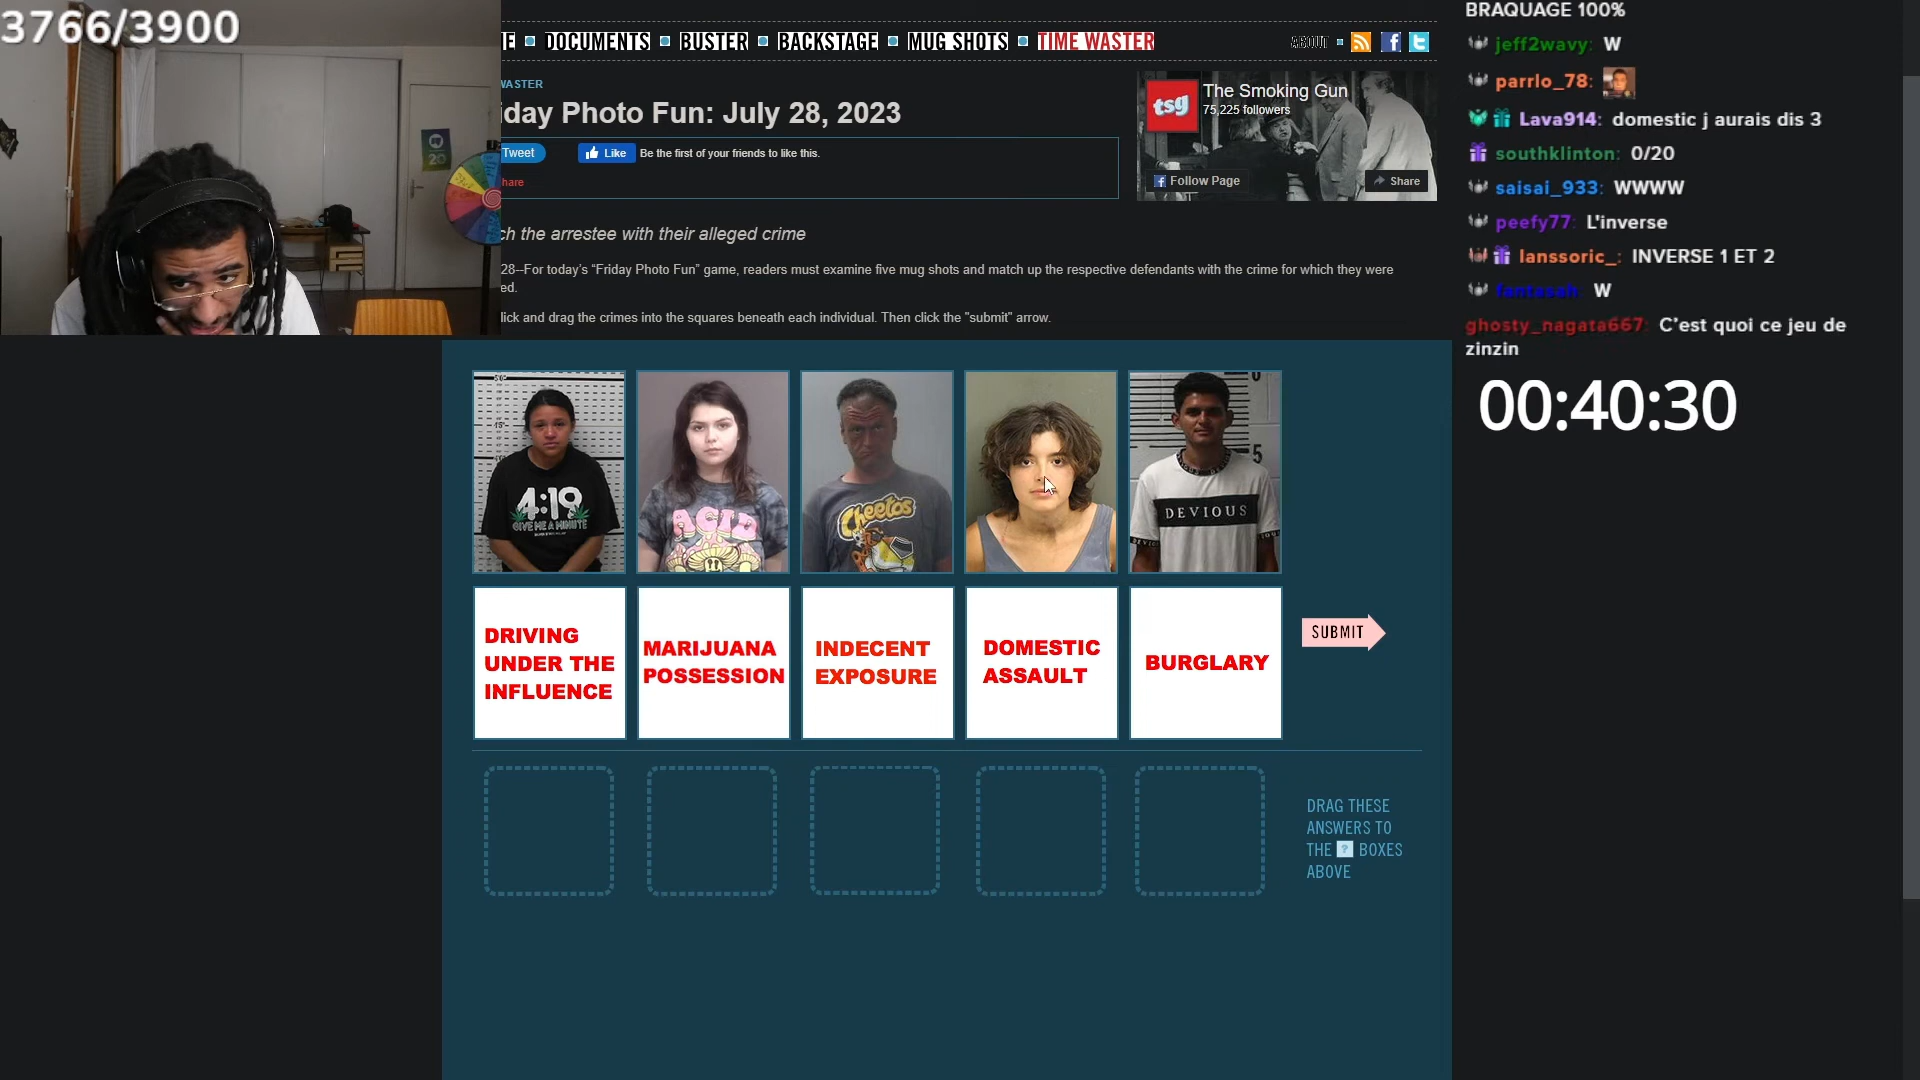 3766/3900
E DOCUMENTS BUSTER BACKSTAGE MUG SHOTS TIME WASTER
ABOUT
WASTER
iday Photo Fun: July 28, 2023
Tweet
Like
Be the first of your friends to like this.
hare
tsg
The Smoking Gun
75,225 followers
Follow Page
Share
ch the arrestee with their alleged crime
28--For today's “Friday Photo Fun” game, readers must examine five mug shots and match up the respective defendants with the crime for which they were
ed.
lick and drag the crimes into the squares beneath each individual. Then click the "submit" arrow.
4:19
GIVE ME A MINUTE
ACID
Cheetos
5
DEVIOUS
DRIVING
UNDER THE
INFLUENCE
MARIJUANA
POSSESSION
INDECENT
EXPOSURE
DOMESTIC
ASSAULT
BURGLARY
SUBMIT
DRAG THESE
ANSWERS TO
THE ? BOXES
ABOVE
BRAQUAGE 100%
jeff2wavy: W
parrlo_78:
Lava914: domestic j aurais dis 3
southklinton: 0/20
saisai_933: WWWW
peefy77: L'inverse
lanssoric_: INVERSE 1 ET 2
fantasah: W
ghosty_nagata667: C'est quoi ce jeu de
zinzin
00:40:30
20